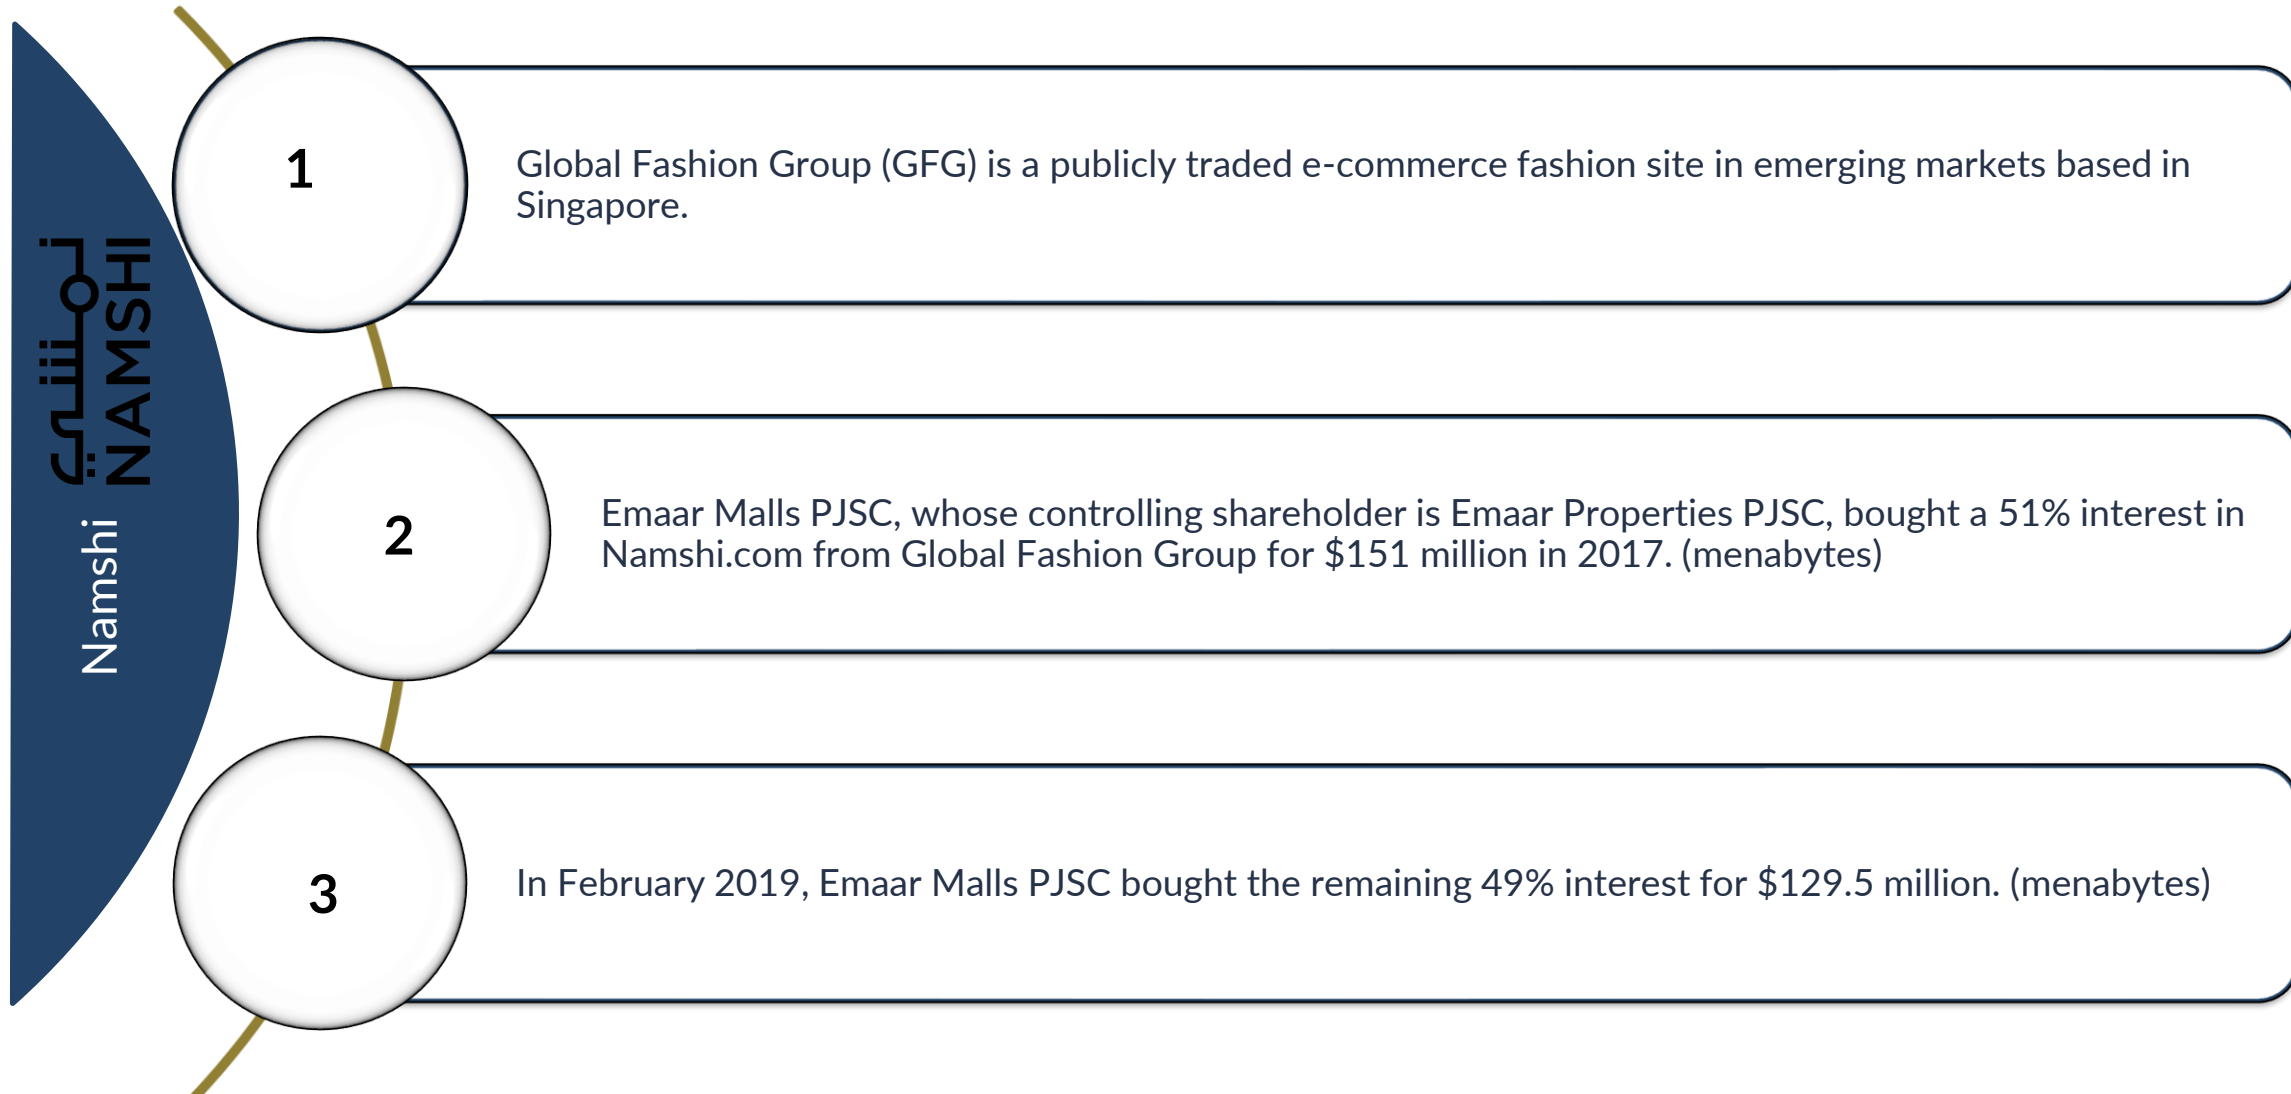 نمشي
NAMSHI
Namshi
1
Global Fashion Group (GFG) is a publicly traded e-commerce fashion site in emerging markets based in
Singapore.
2
Emaar Malls PJSC, whose controlling shareholder is Emaar Properties PJSC, bought a 51% interest in
Namshi.com from Global Fashion Group for $151 million in 2017. (menabytes)
3
In February 2019, Emaar Malls PJSC bought the remaining 49% interest for $129.5 million. (menabytes)